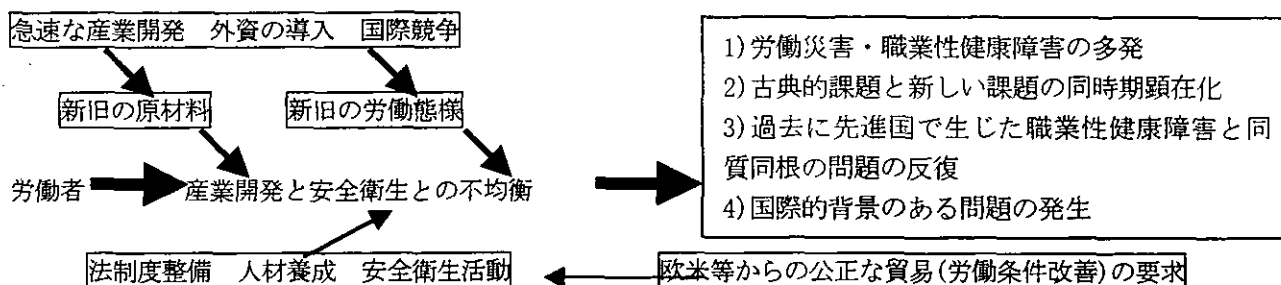 急速な産業開発　外資の導入　国際競争
新旧の原材料　新旧の労働態様
労働者　産業開発と安全衛生との不均衡
法制度整備　人材養成　安全衛生活動
欧米等からの公正な貿易(労働条件改善)の要求
1)労働災害・職業性健康障害の多発
2)古典的課題と新しい課題の同時期顕在化
3)過去に先進国で生じた職業性健康障害と同
質同根の問題の反復
4)国際的背景のある問題の発生